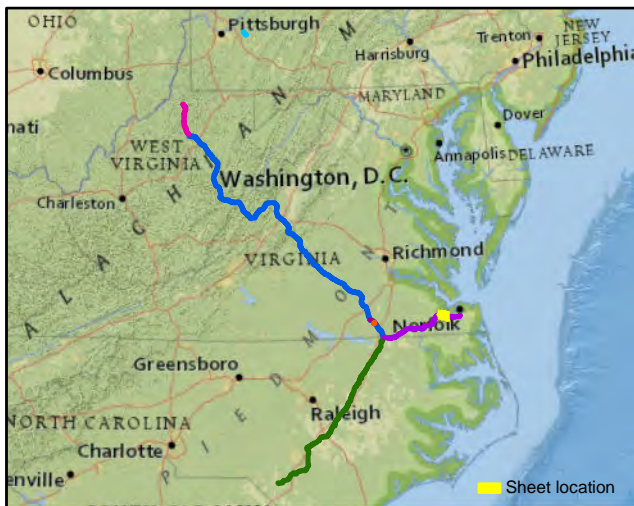 OHIO
Pittsburgh
Harrisburg
Trenton
NEW
JERSEY
Philadelphia
Columbus
MARYLAND
Dover
nati
WEST
VIRGINIA
Annapolis
DELAWARE
Washington, D.C.
Charleston
Richmond
VIRGINIA
Norfolk
Greensboro
Raleigh
NORTH CAROLINA
Charlotte
enville
A L A C H I A N M
P I E D M O N T
Sheet location